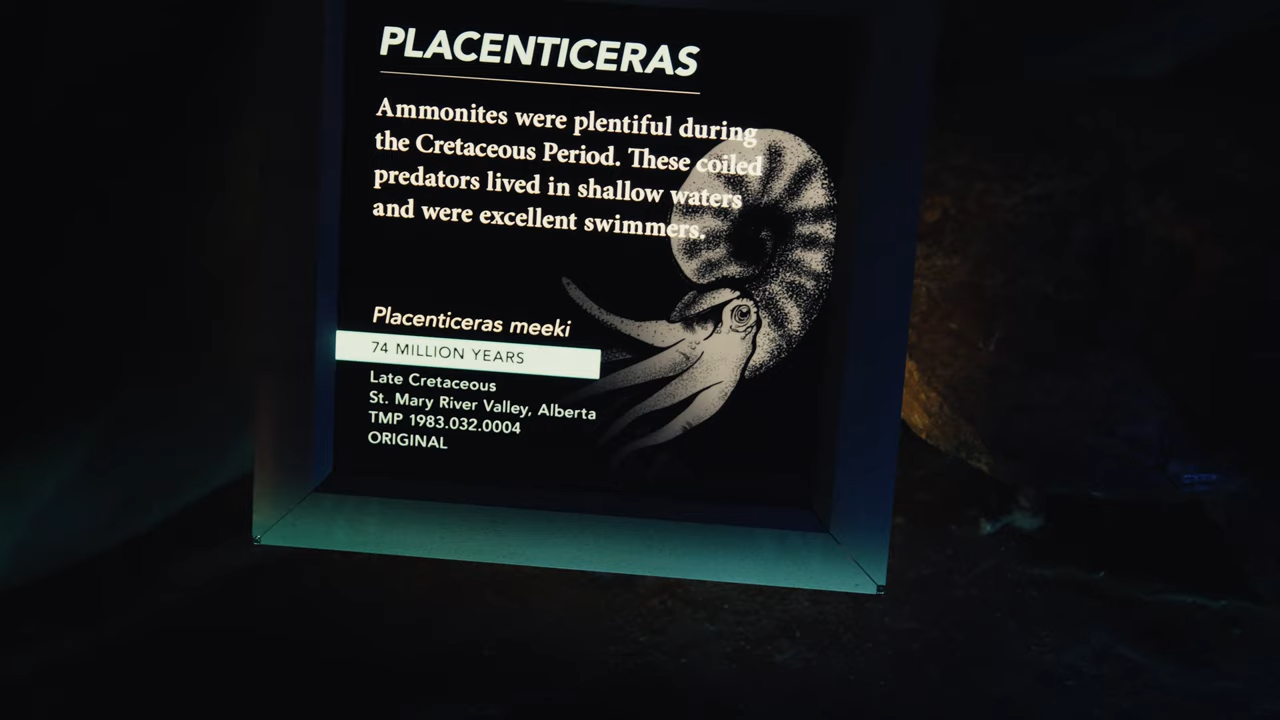 PLACENTICERAS
Ammonites were plentiful during
the Cretaceous Period. These coiled
predators lived in shallow waters
and were excellent swimmers.
Placenticeras meeki
74 MILLION YEARS
Late Cretaceous
St. Mary River Valley, Alberta
TMP 1983.032.0004
ORIGINAL